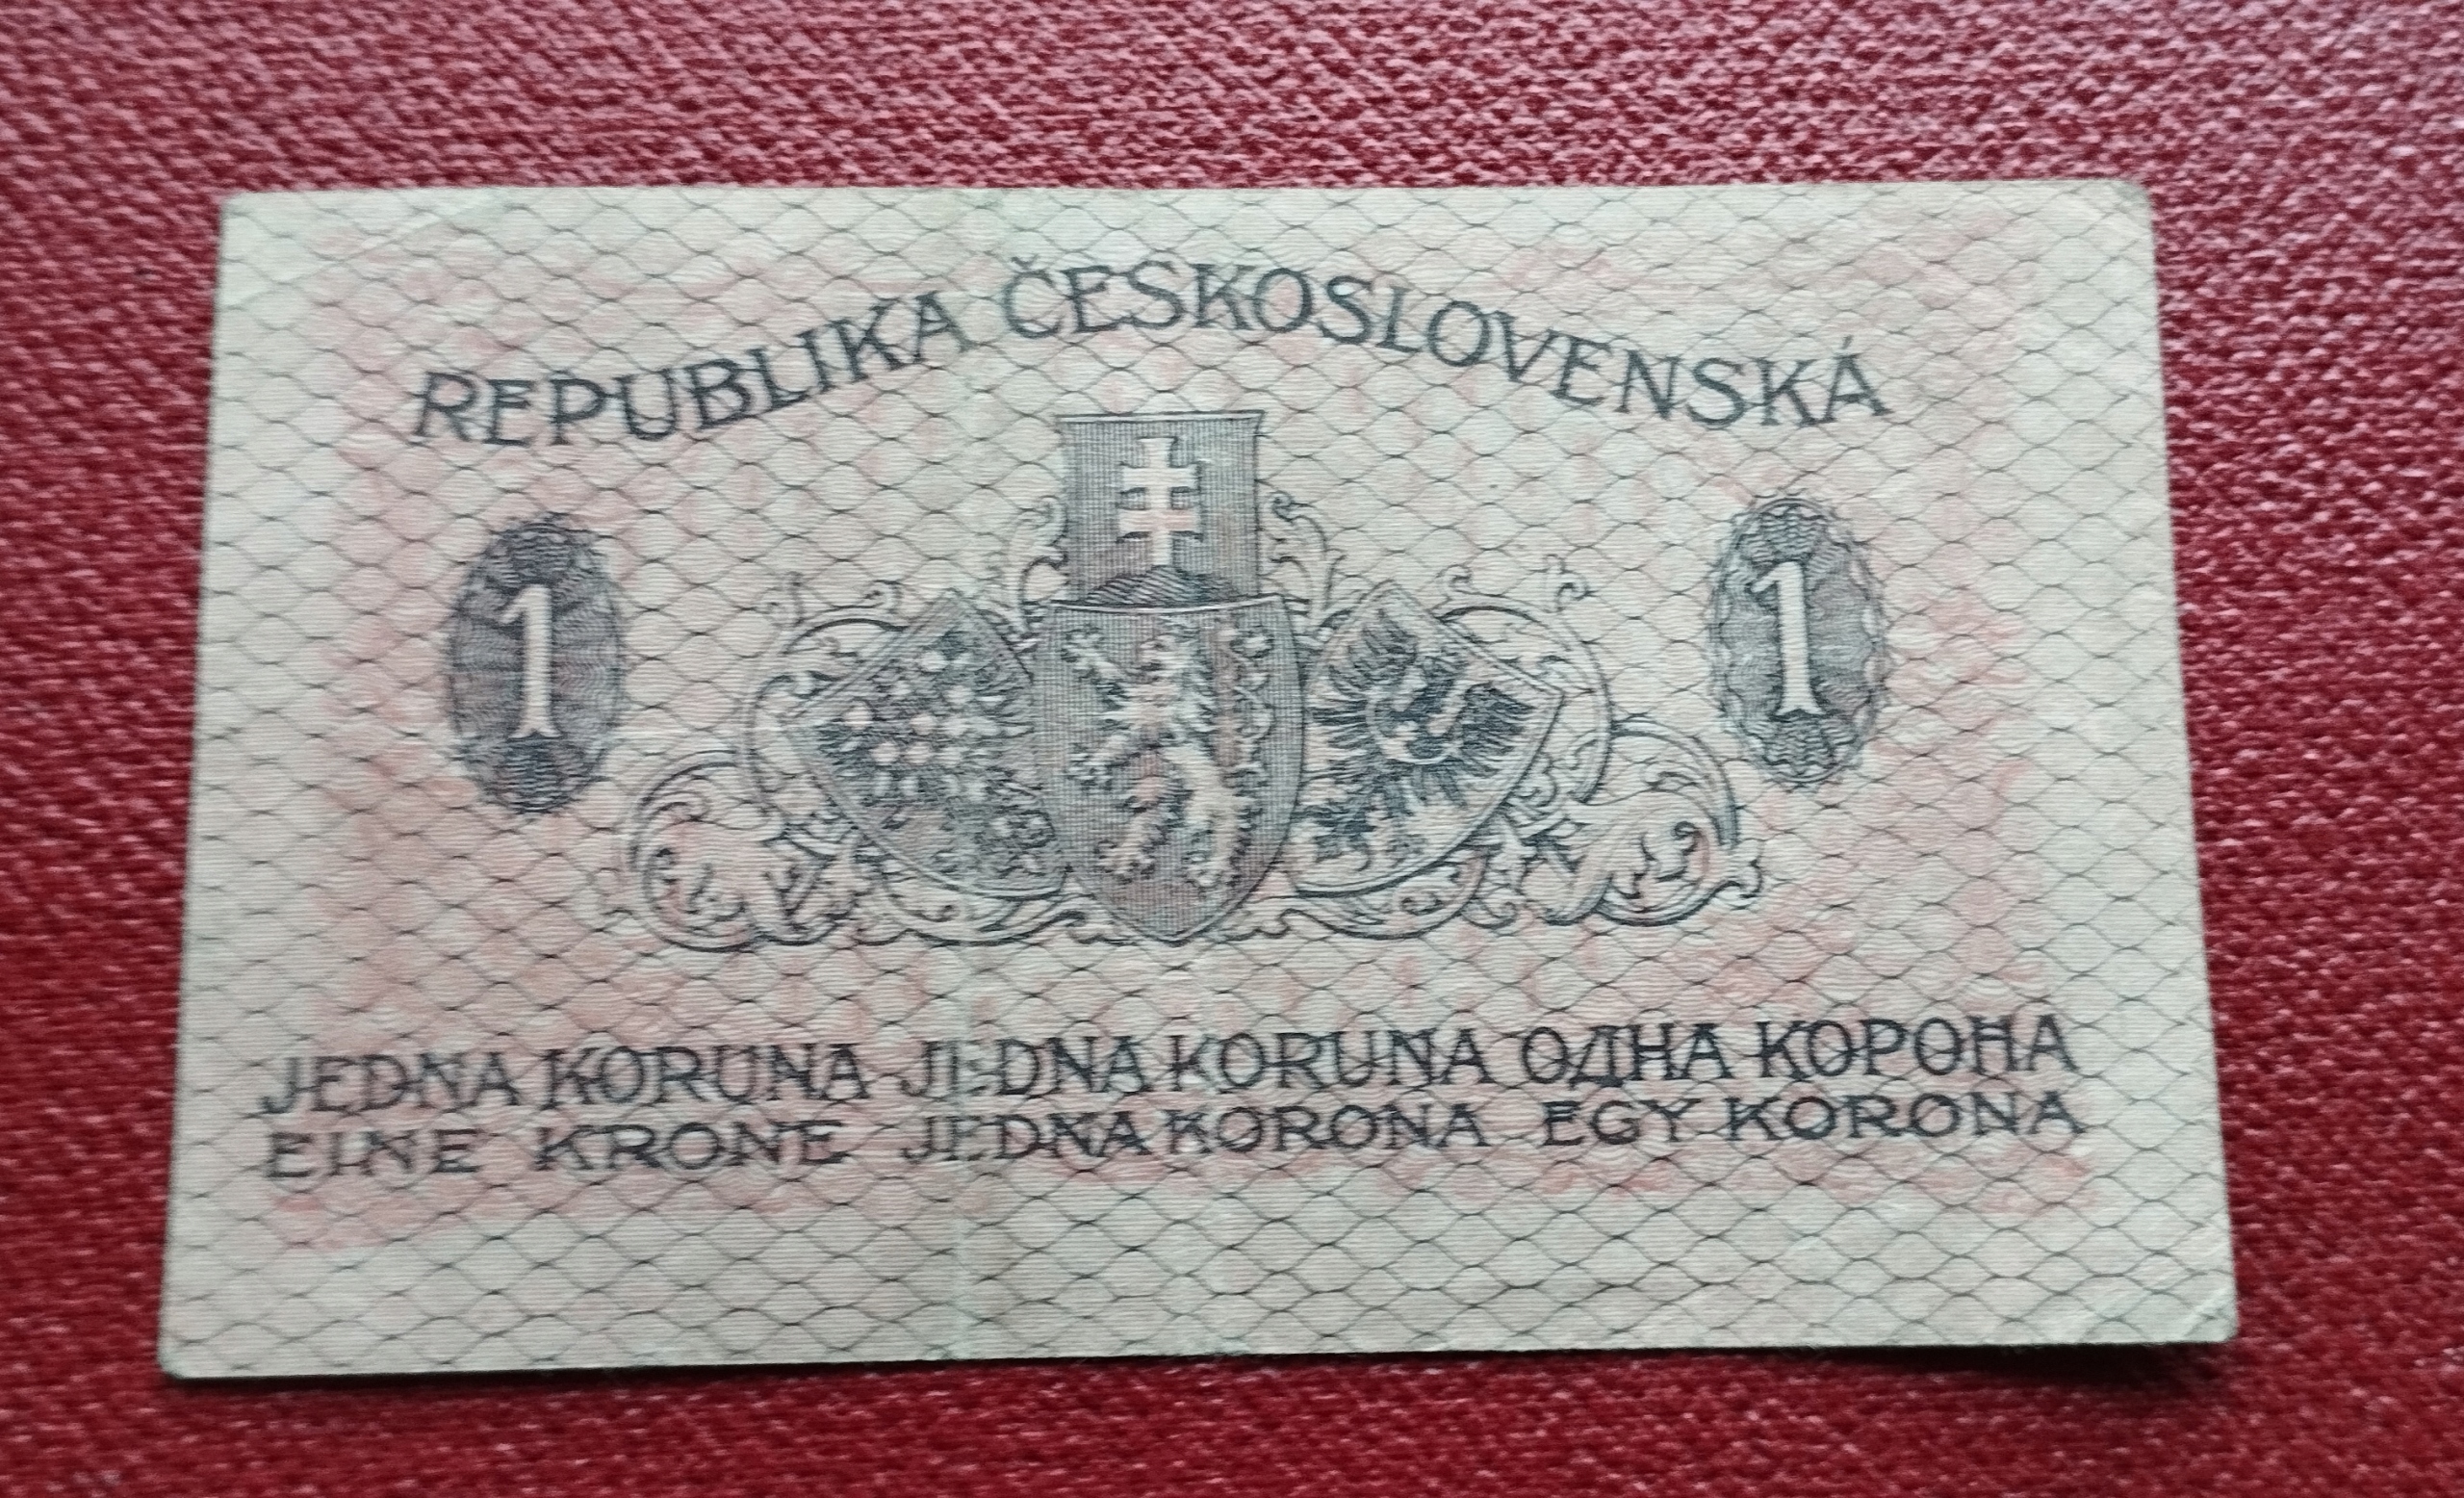 REPUBLIKA ČESKOSLOVENSKÁ
1 1
JEDNA KORUNA JEDNA KORUNA ОДНА КОРОНА
EINE KRONE JEDNA KORONA EGY KORONA